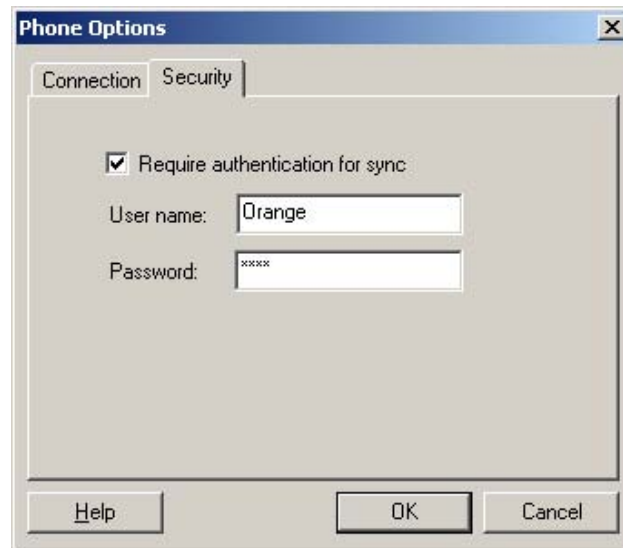 Phone Options
Connection Security
Require authentication for sync
User name: Orange
Password: ****
Help OK Cancel